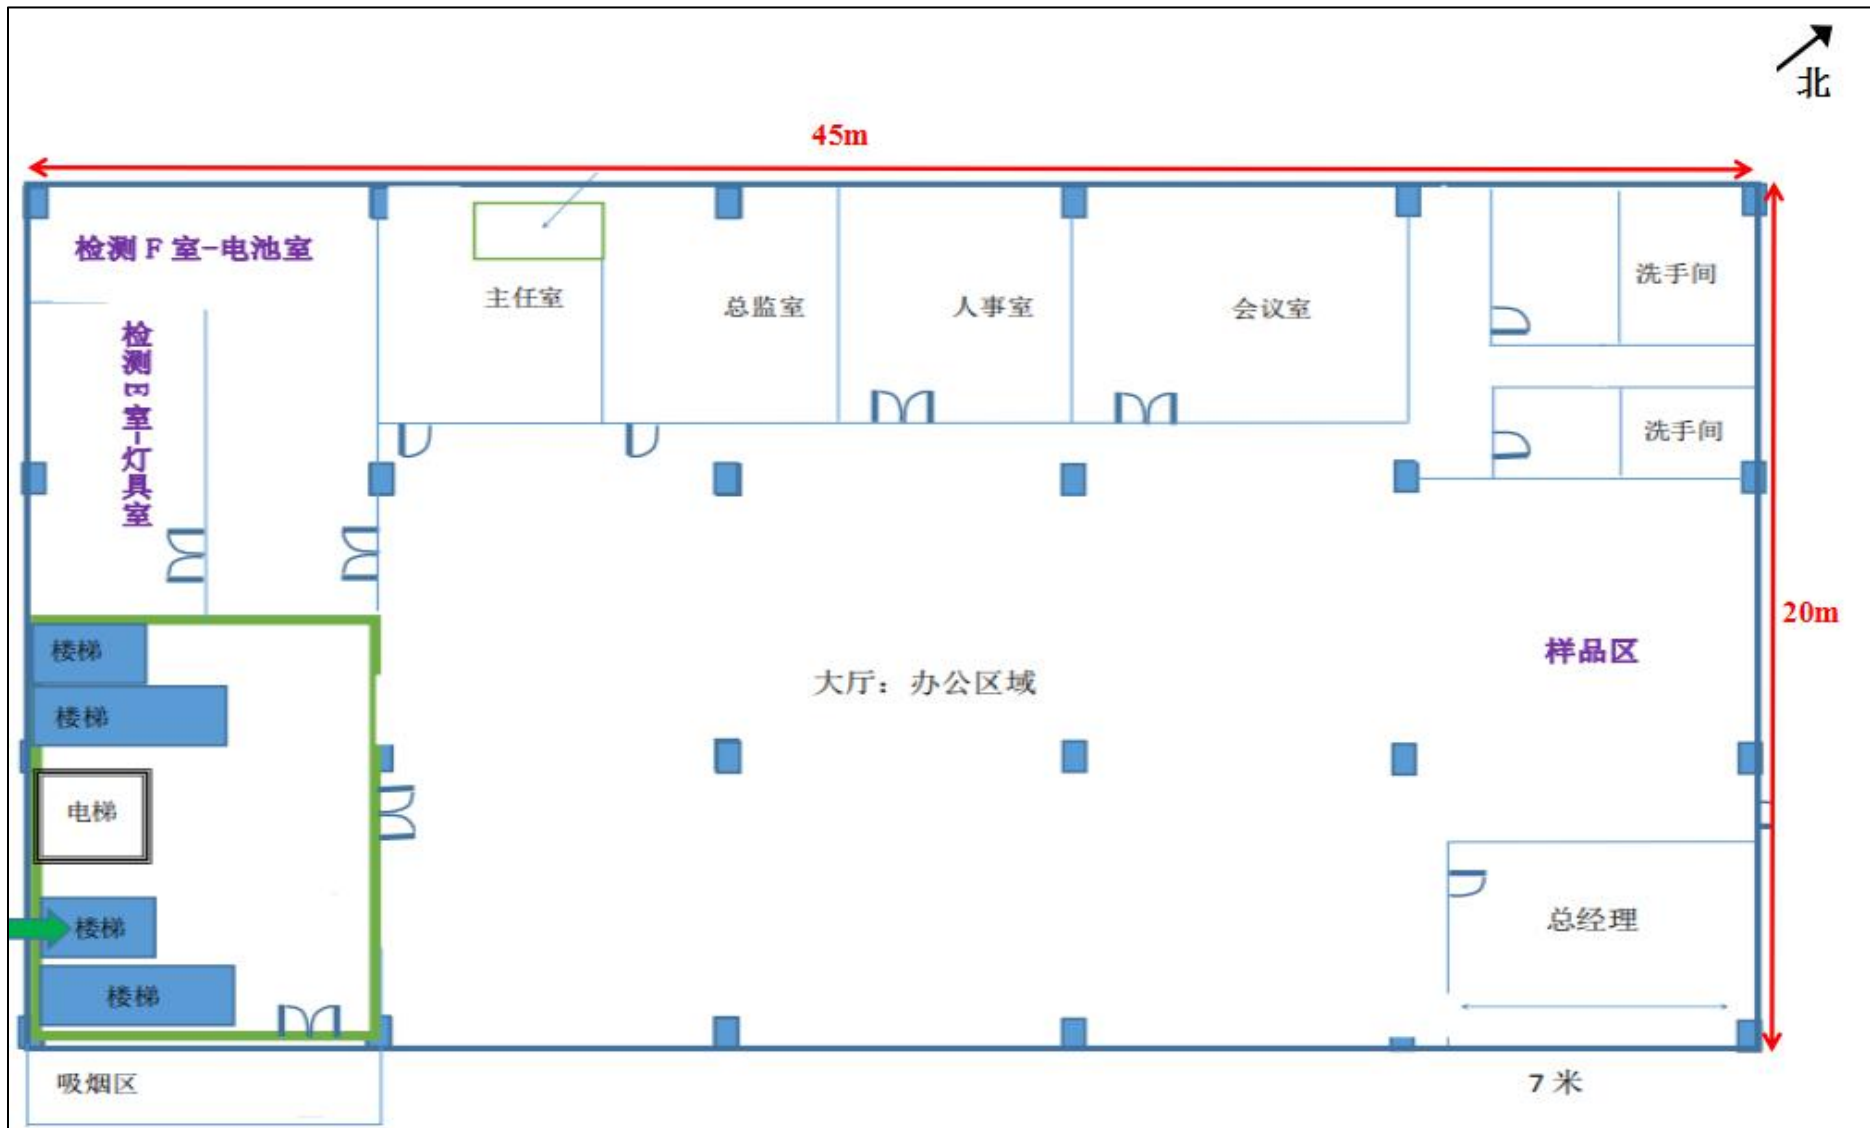 北
45m
检测 F 室-电池室
主任室
总监室
人事室
会议室
洗手间
检测E室-灯具室
洗手间
20m
楼梯
样品区
大厅：办公区域
楼梯
电梯
楼梯
总经理
楼梯
吸烟区
7 米